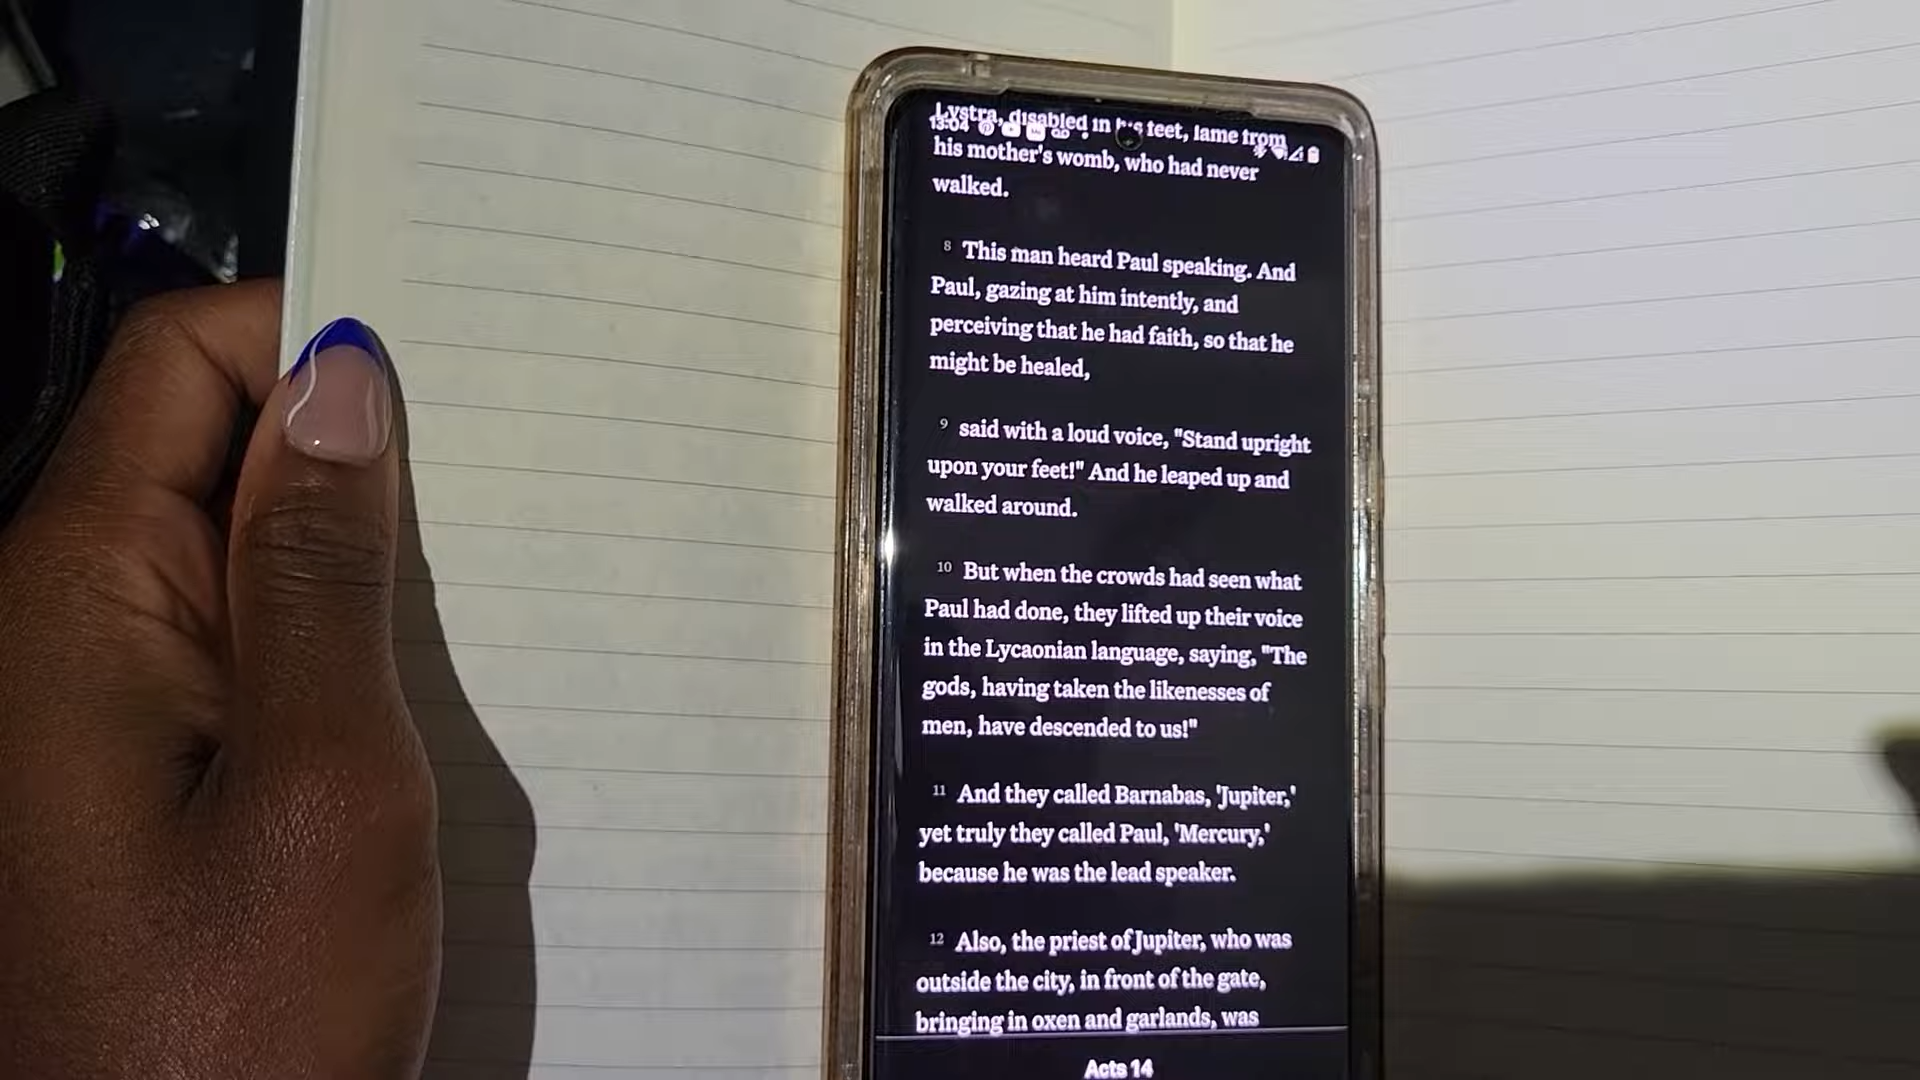 Lystra, disabled in his feet, lame from
13:04
his mother's womb, who had never
walked.
8 This man heard Paul speaking. And
Paul, gazing at him intently, and
perceiving that he had faith, so that he
might be healed,
9 said with a loud voice, "Stand upright
upon your feet!" And he leaped up and
walked around.
10 But when the crowds had seen what
Paul had done, they lifted up their voice
in the Lycaonian language, saying, "The
gods, having taken the likenesses of
men, have descended to us!"
11 And they called Barnabas, 'Jupiter,'
yet truly they called Paul, 'Mercury,'
because he was the lead speaker.
12 Also, the priest of Jupiter, who was
outside the city, in front of the gate,
bringing in oxen and garlands, was
Acts 14